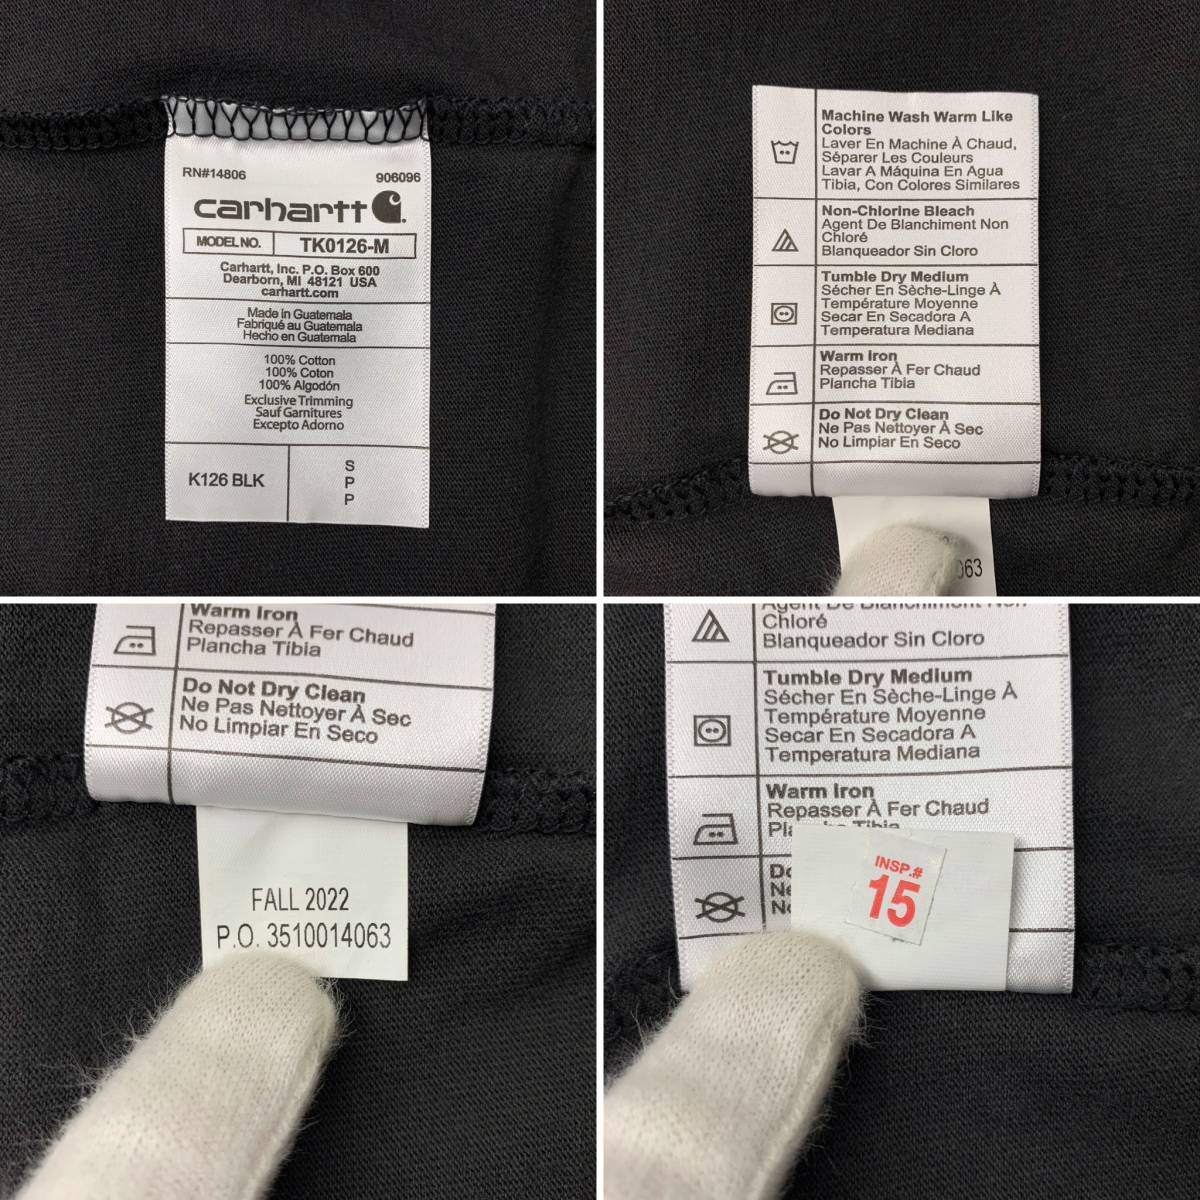 RN#14806 906096
carhartt
MODEL NO. TK0126-M
Carhartt, Inc. P.O. Box 600
Dearborn, MI 48121 USA
carhartt.com
Made in Guatemala
Fabriqué au Guatemala
Hecho en Guatemala
100% Cotton
100% Coton
100% Algodón
Exclusive Trimming
Sauf Garnitures
Excepto Adorno
K126 BLK
S
P
P
Machine Wash Warm Like
Colors
Laver En Machine À Chaud,
Séparer Les Couleurs
Lavar A Máquina En Agua
Tibia, Con Colores Similares
Non-Chlorine Bleach
Agent De Blanchiment Non
Chloré
Blanqueador Sin Cloro
Tumble Dry Medium
Sécher En Sèche-Linge À
Température Moyenne
Secar En Secadora A
Temperatura Mediana
Warm Iron
Repasser À Fer Chaud
Plancha Tibia
Do Not Dry Clean
Ne Pas Nettoyer À Sec
No Limpiar En Seco
063
Warm Iron
Repasser À Fer Chaud
Plancha Tibia
Do Not Dry Clean
Ne Pas Nettoyer À Sec
No Limpiar En Seco
FALL 2022
P.O. 3510014063
Agent De Blanchiment Non
Chloré
Blanqueador Sin Cloro
Tumble Dry Medium
Sécher En Sèche-Linge À
Température Moyenne
Secar En Secadora A
Temperatura Mediana
Warm Iron
Repasser À Fer Chaud
Tibia
INSP.#
15